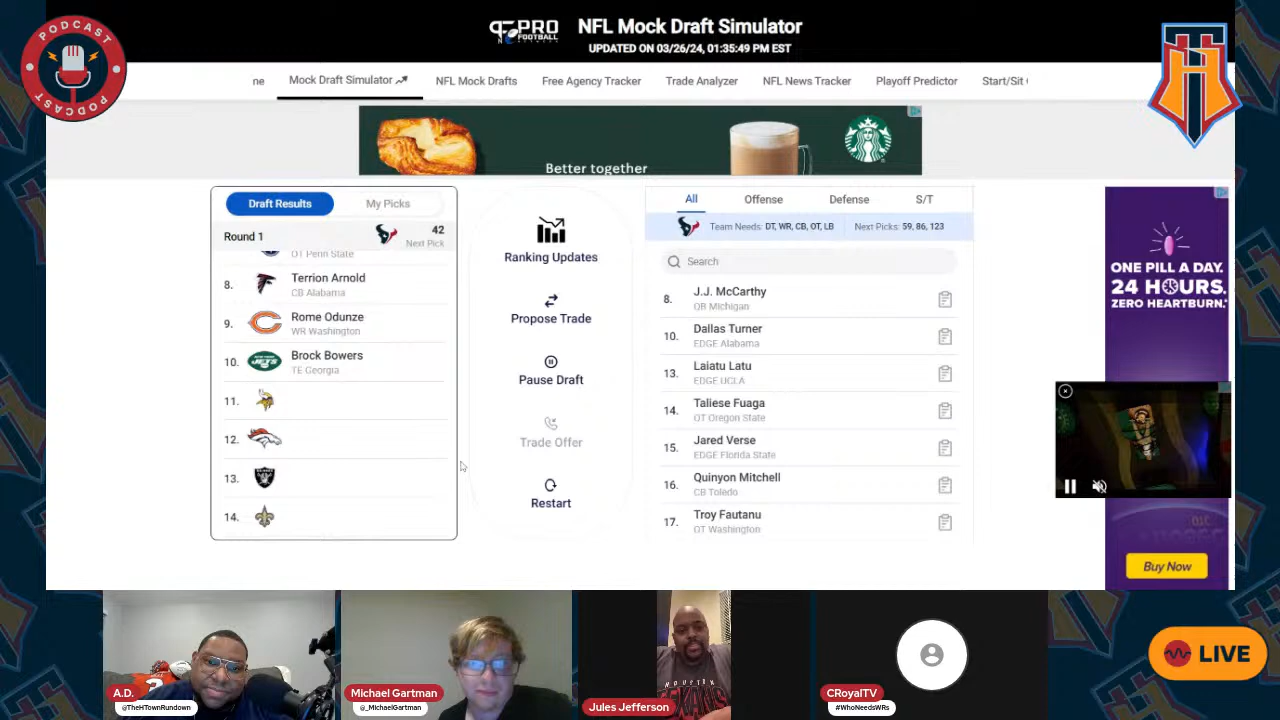 PODCAST
PODCAST
PRO
FOOTBALL
NFL Mock Draft Simulator
UPDATED ON 03/26/24, 01:35:49 PM EST
ne
Mock Draft Simulator
NFL Mock Drafts
Free Agency Tracker
Trade Analyzer
NFL News Tracker
Playoff Predictor
Start/Sit
Better together
Draft Results
My Picks
Round 1
42
Next Pick
OT Penn State
8.
Terrion Arnold
CB Alabama
9.
Rome Odunze
WR Washington
10.
Brock Bowers
TE Georgia
11.
12.
13.
14.
Ranking Updates
Propose Trade
Pause Draft
Trade Offer
Restart
All
Offense
Defense
S/T
Team Needs: DT, WR, CB, OT, LB
Next Picks: 59, 86, 123
Search
8.
J.J. McCarthy
QB Michigan
10.
Dallas Turner
EDGE Alabama
13.
Laiatu Latu
EDGE UCLA
14.
Taliese Fuaga
OT Oregon State
15.
Jared Verse
EDGE Florida State
16.
Quinyon Mitchell
CB Toledo
17.
Troy Fautanu
OT Washington
ONE PILL A DAY.
24 HOURS.
ZERO HEARTBURN.
Buy Now
A.D.
@TheHTownRundown
Michael Gartman
@_MichaelGartman
Jules Jefferson
CRoyalTV
#WhoNeedsWRs
LIVE